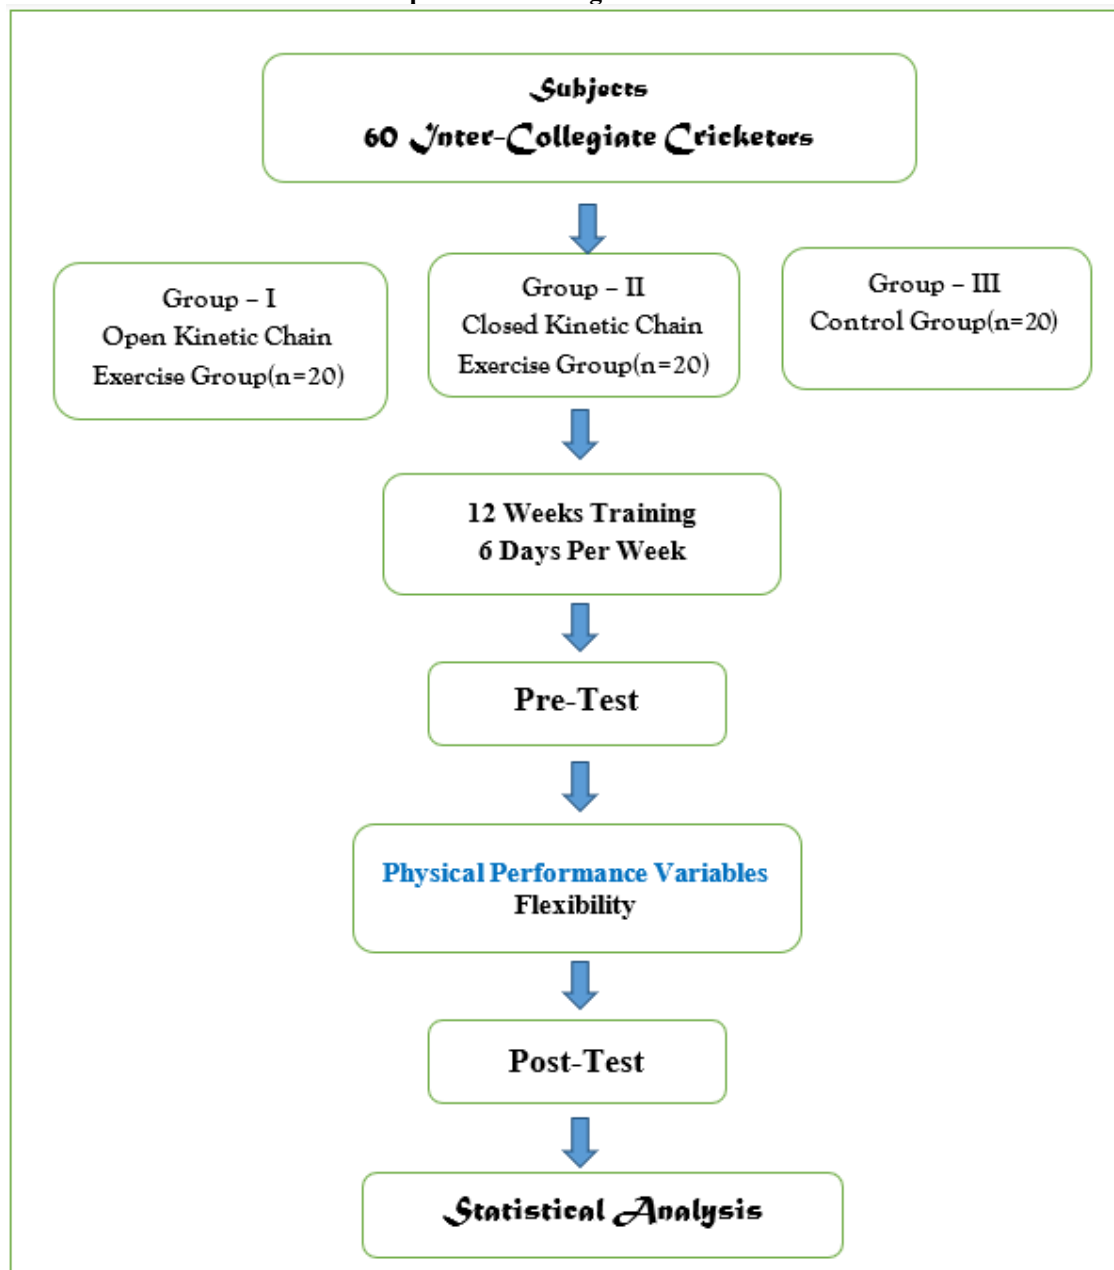 Subjects
60 Inter-Collegiate Cricketers
Group – I
Open Kinetic Chain
Exercise Group(n=20)
Group – II
Closed Kinetic Chain
Exercise Group(n=20)
Group – III
Control Group(n=20)
12 Weeks Training
6 Days Per Week
Pre-Test
Physical Performance Variables
Flexibility
Post-Test
Statistical Analysis